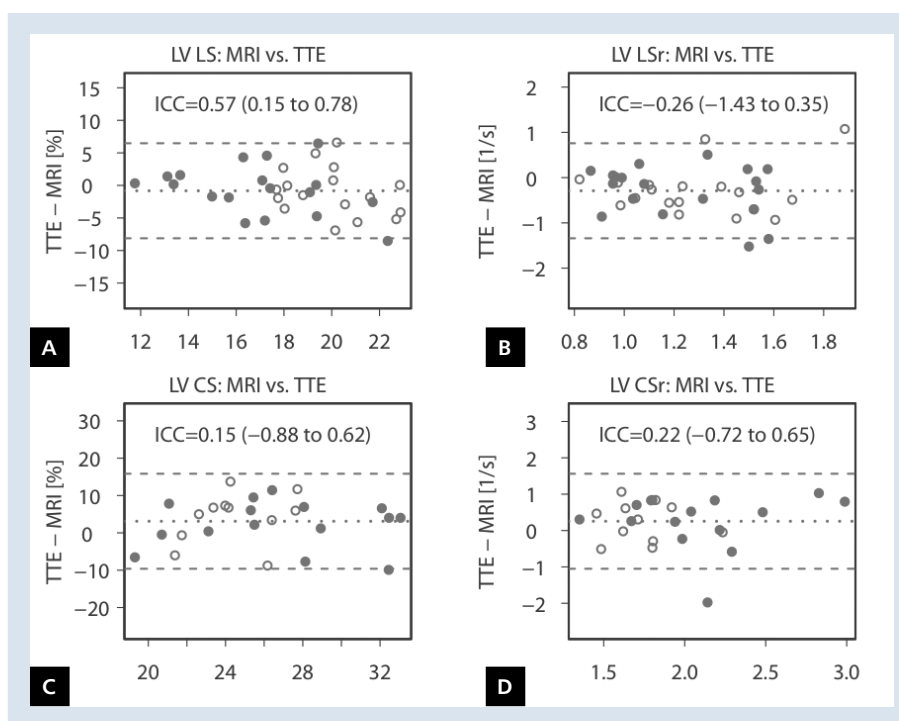 LV LS: MRI vs. TTE
ICC=0.57 (0.15 to 0.78)
TTE – MRI [%]
15
10
5
0
−5
−10
−15
12 14 16 18 20 22
A
LV LSr: MRI vs. TTE
ICC=−0.26 (−1.43 to 0.35)
TTE – MRI [1/s]
2
1
0
−1
−2
0.8 1.0 1.2 1.4 1.6 1.8
B
LV CS: MRI vs. TTE
ICC=0.15 (−0.88 to 0.62)
TTE – MRI [%]
30
20
10
0
−10
−20
20 24 28 32
C
LV CSr: MRI vs. TTE
ICC=0.22 (−0.72 to 0.65)
TTE – MRI [1/s]
3
2
1
0
−1
−2
1.5 2.0 2.5 3.0
D